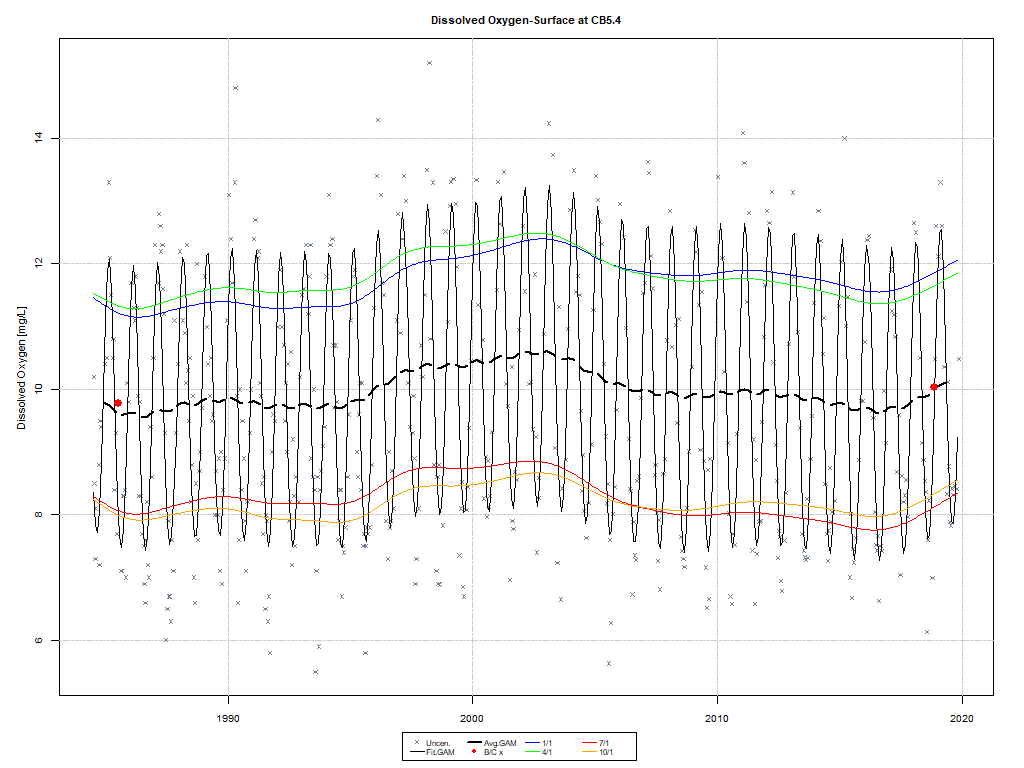 Dissolved Oxygen-Surface at CB5.4
Dissolved Oxygen [mg/L]
14
12
10
8
6
1990
2000
2010
2020
Uncen. Avg.GAM 1/1 7/1
Fit.GAM B/C x 4/1 10/1